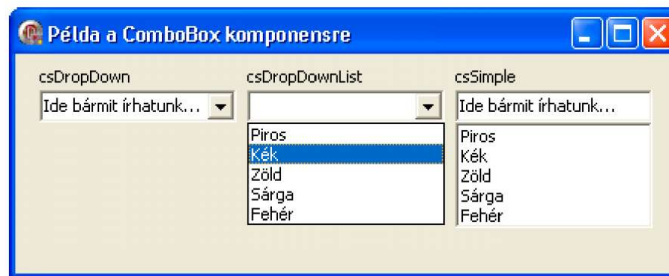 Példa a ComboBox komponensre
csDropDown
csDropDownList
csSimple
Ide bármit írhatunk...
Ide bármit írhatunk...
Piros
Kék
Zöld
Sárga
Fehér
Piros
Kék
Zöld
Sárga
Fehér